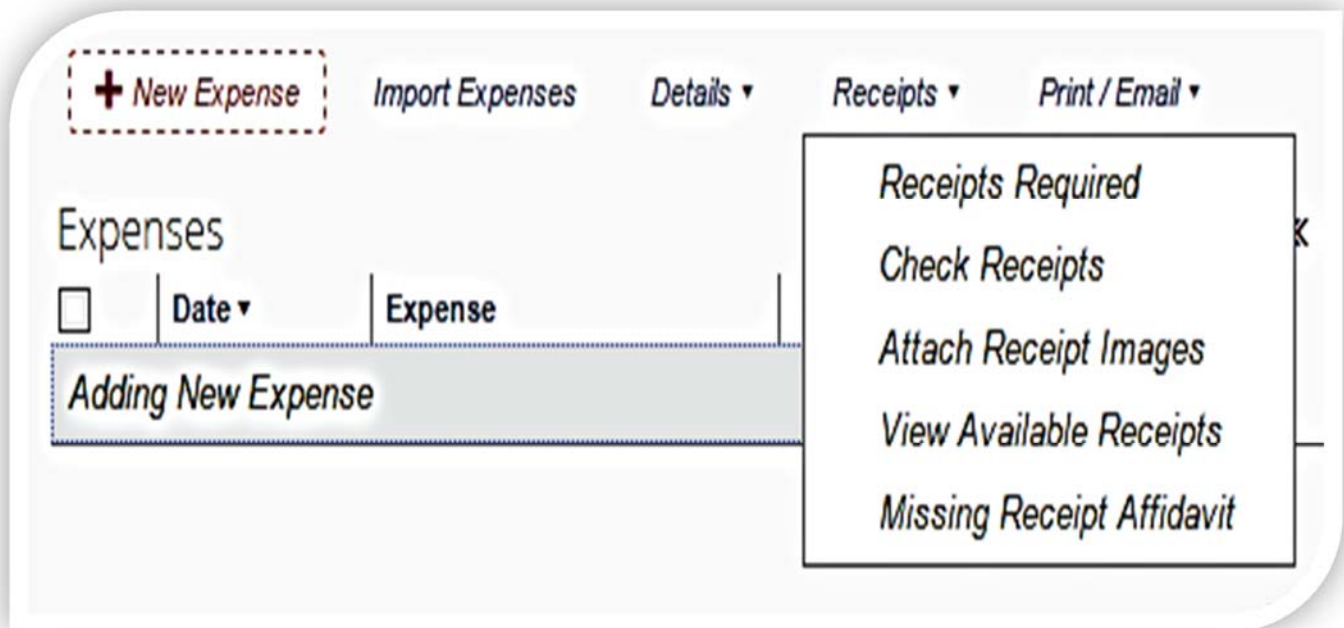 + New Expense Import Expenses Details ▾ Receipts ▾ Print / Email ▾
Receipts Required
Check Receipts
Attach Receipt Images
View Available Receipts
Missing Receipt Affidavit
Expenses
Date ▾ Expense
Adding New Expense